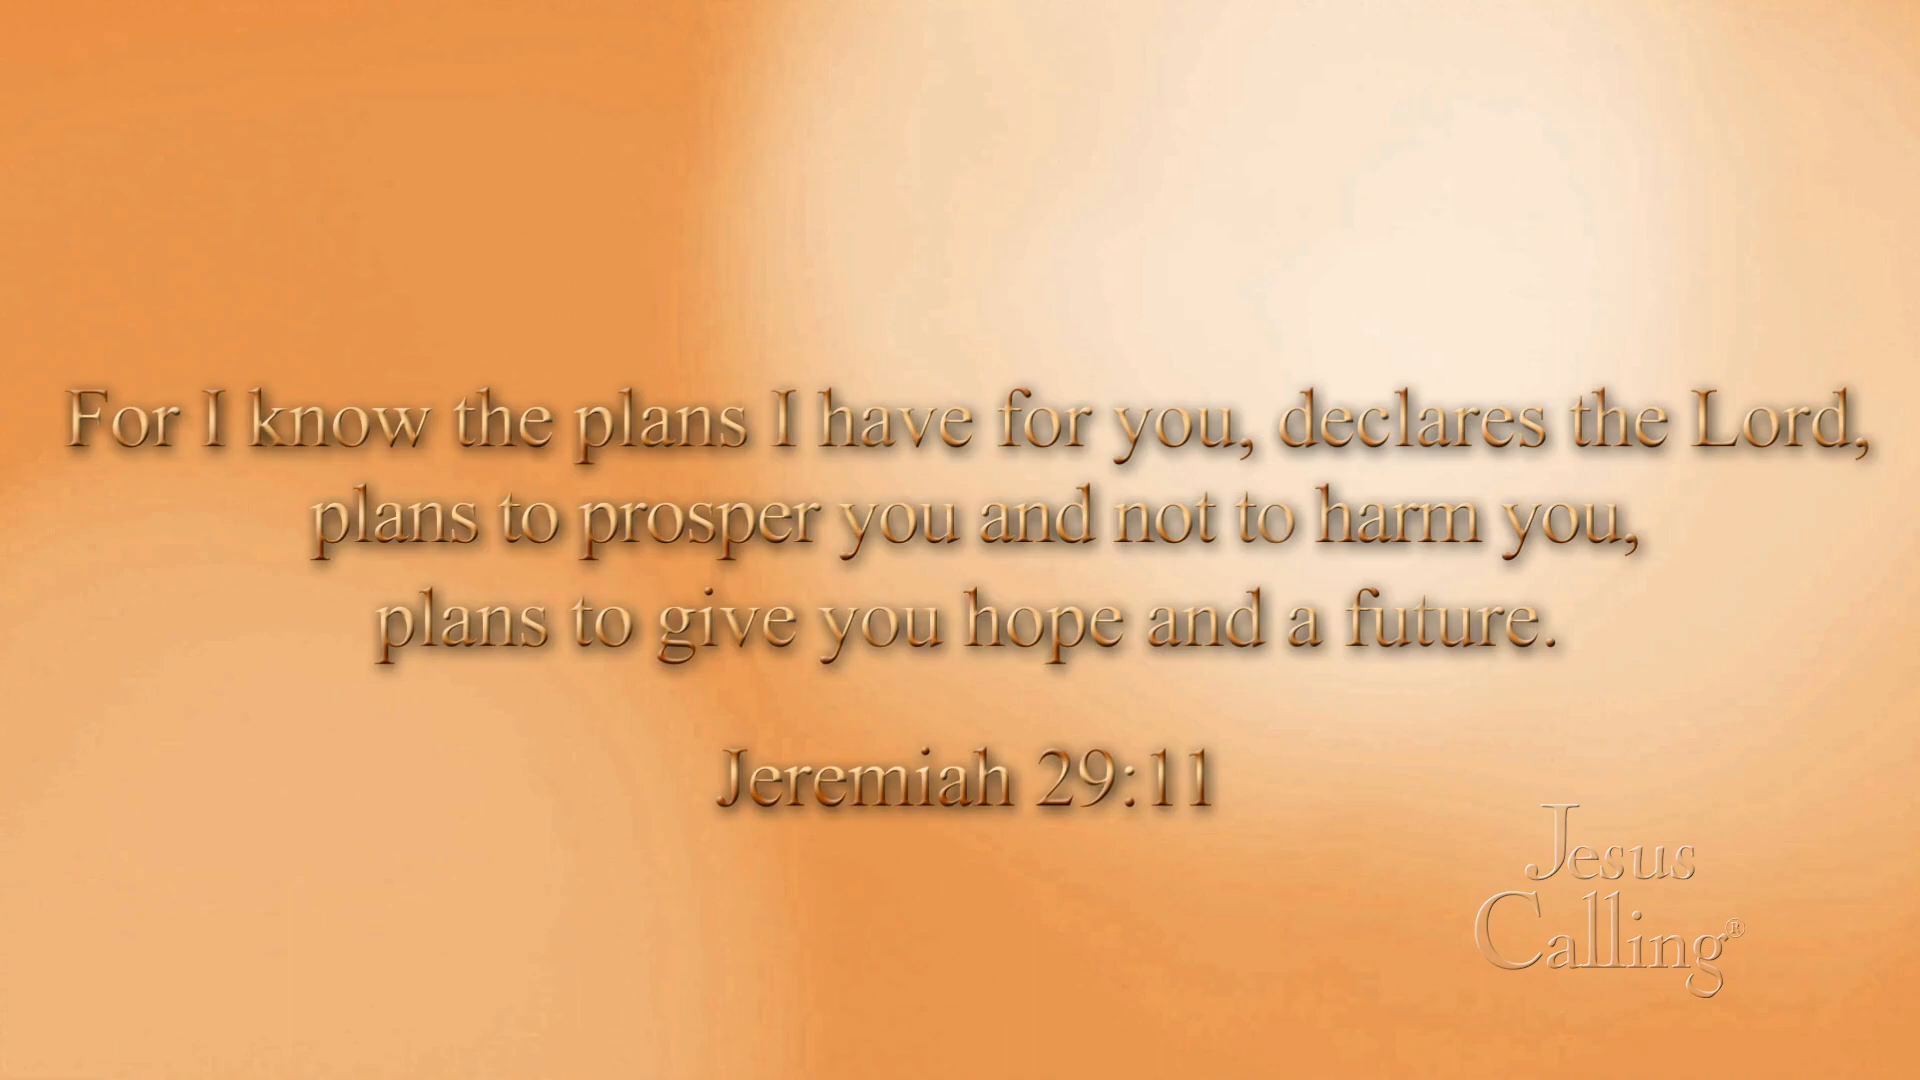 For I know the plans I have for you, declares the Lord,
plans to prosper you and not to harm you,
plans to give you hope and a future.
Jeremiah 29:11
Jesus
Calling®